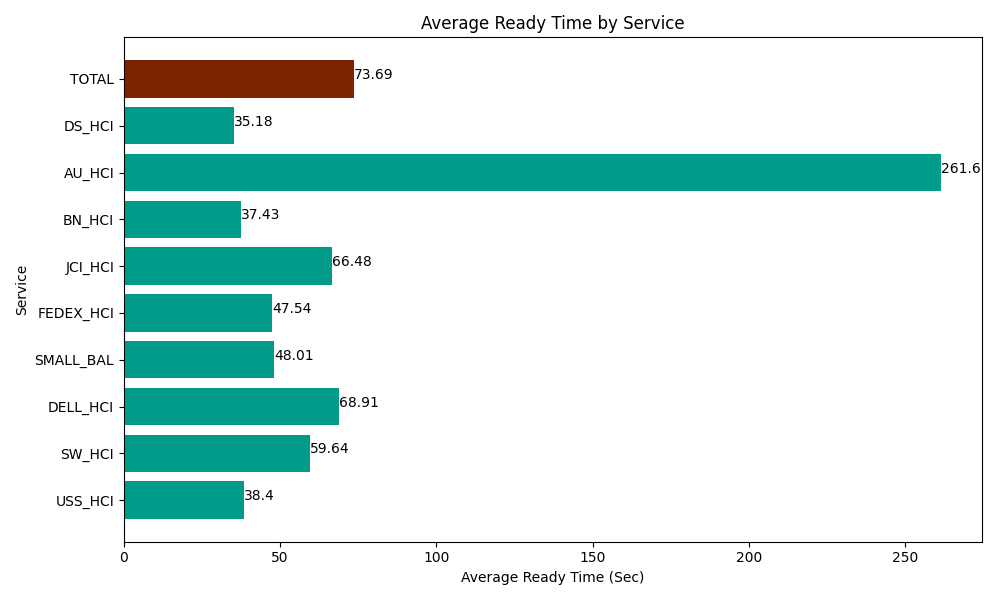 Average Ready Time by Service
TOTAL 73.69
DS_HCI 35.18
AU_HCI 261.6
BN_HCI 37.43
JCI_HCI 66.48
FEDEX_HCI 47.54
SMALL_BAL 48.01
DELL_HCI 68.91
SW_HCI 59.64
USS_HCI 38.4
Service
0 50 100 150 200 250
Average Ready Time (Sec)